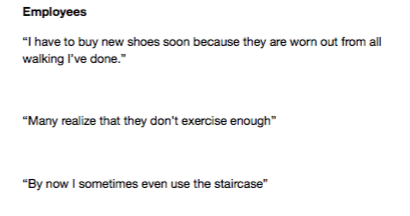 Employees
“I have to buy new shoes soon because they are worn out from all
walking I’ve done.”
“Many realize that they don’t exercise enough”
“By now I sometimes even use the staircase”